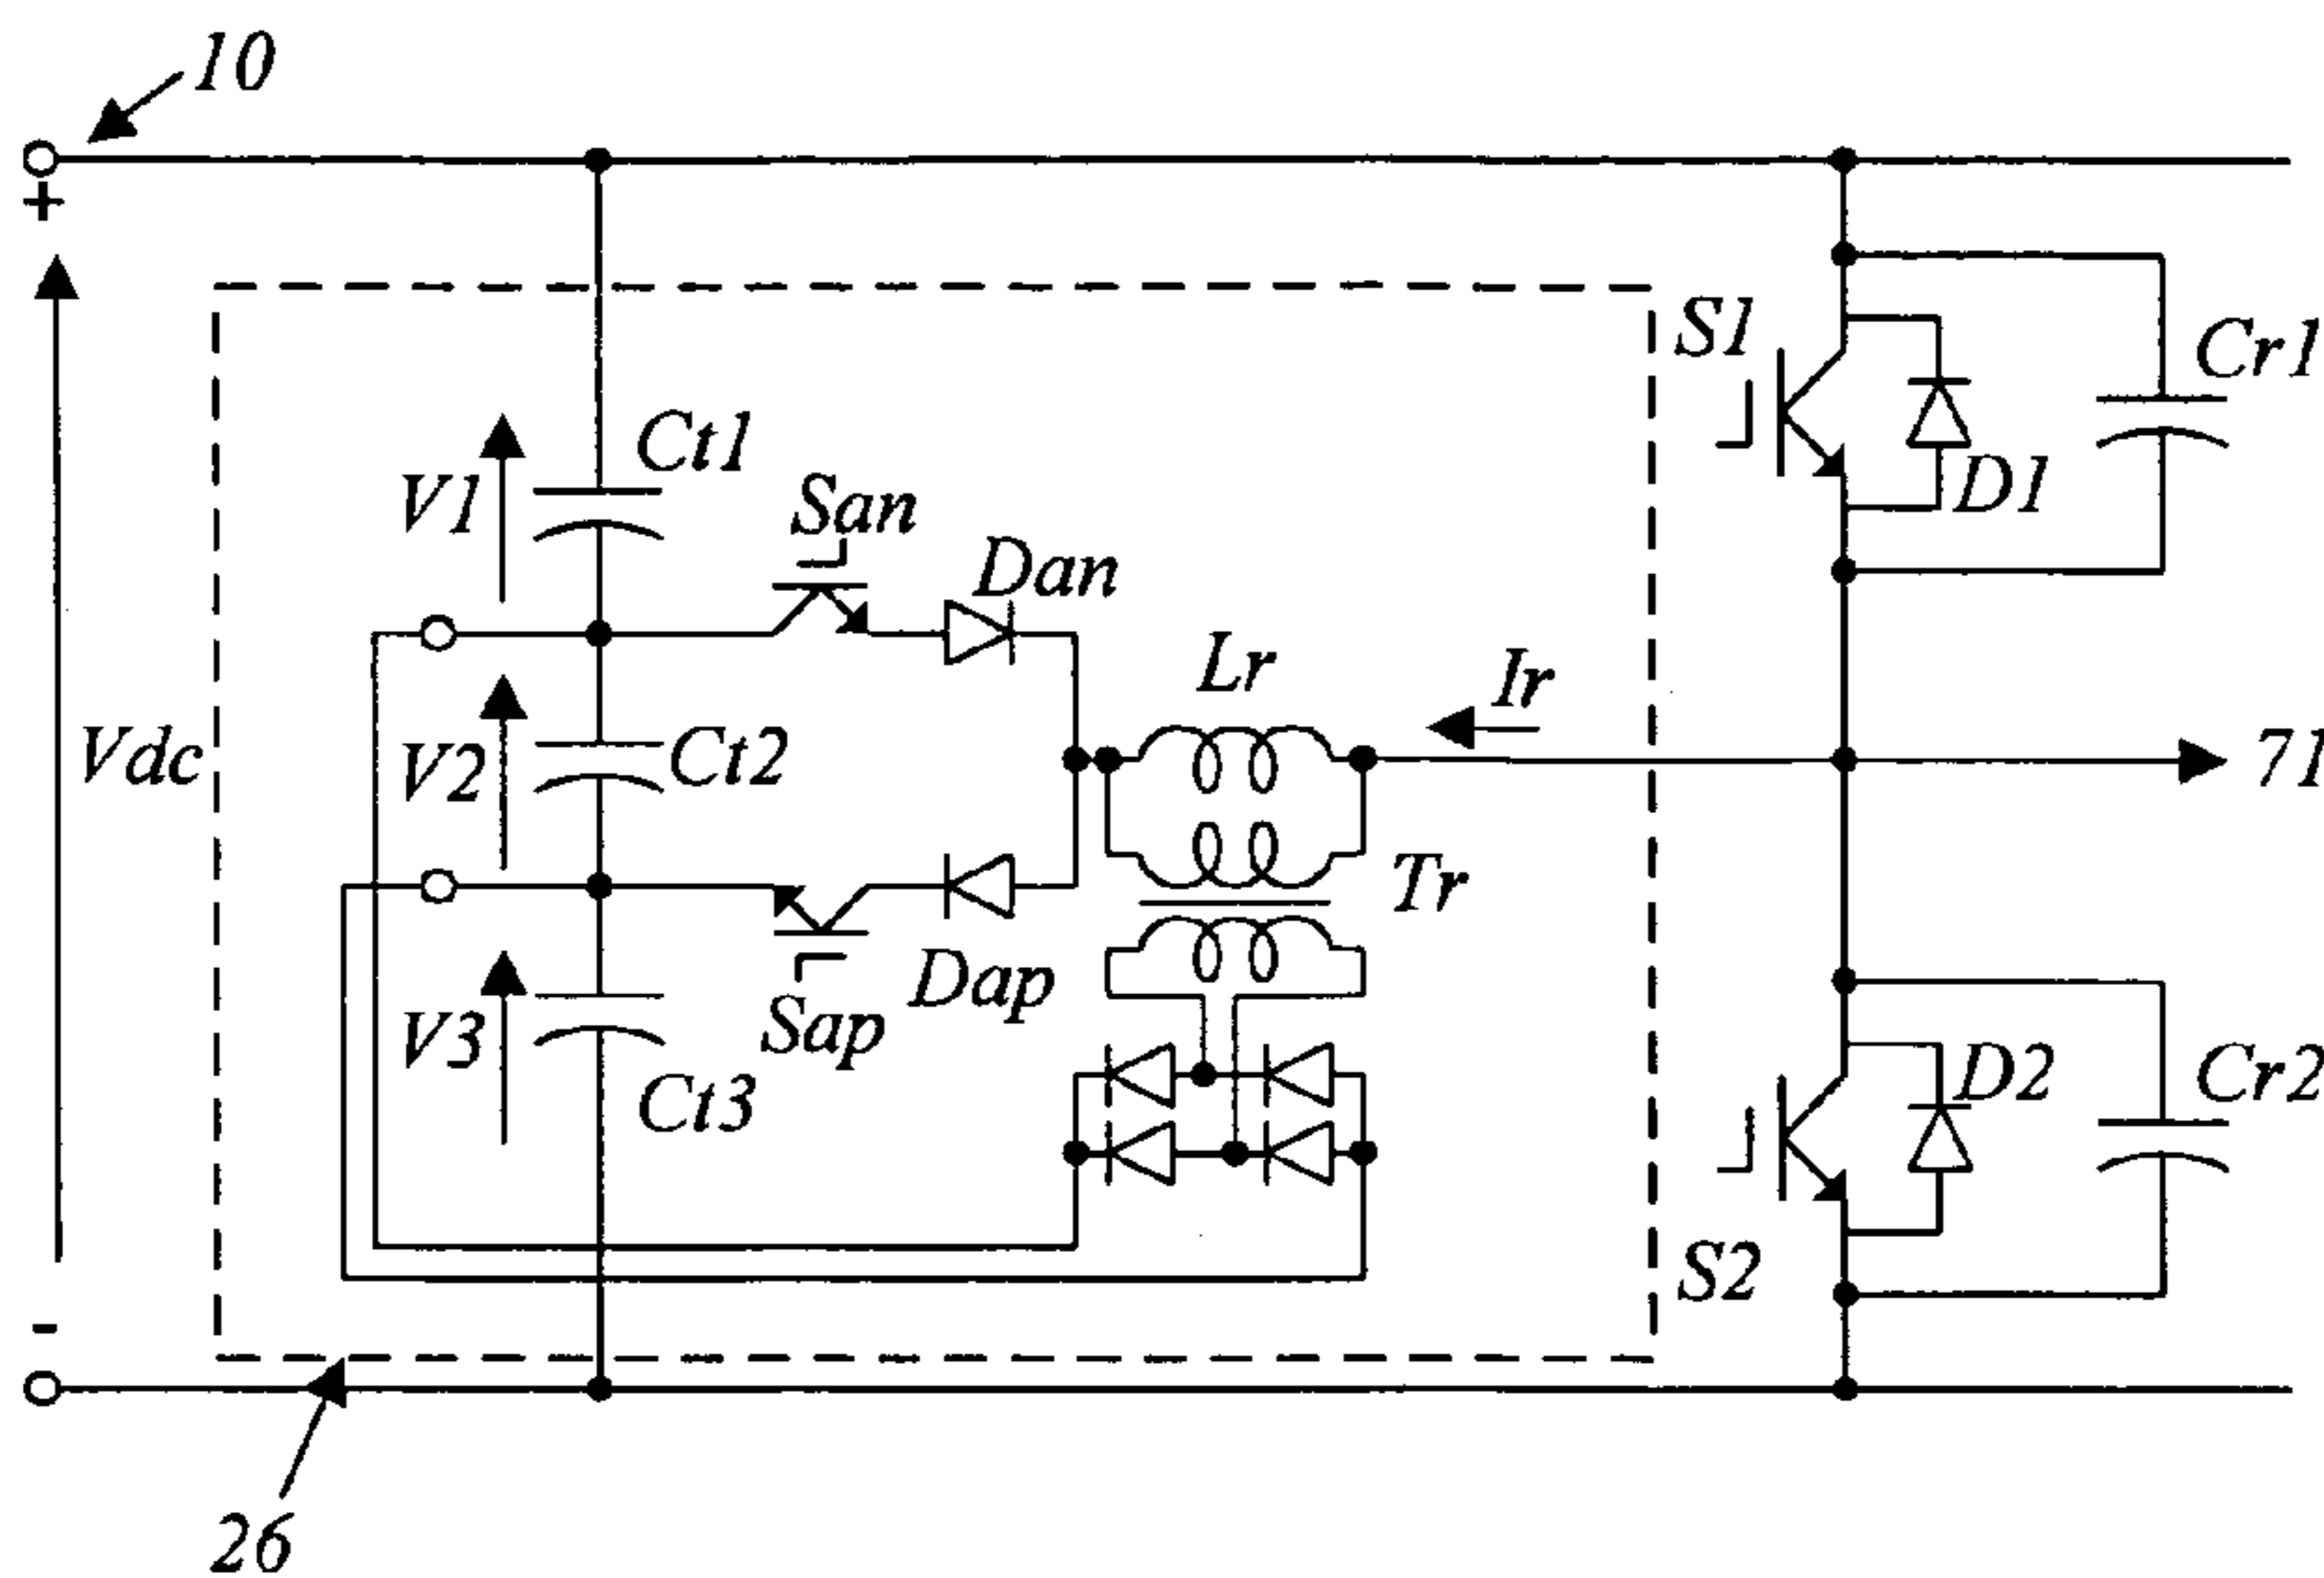 10
+
S1
Cr1
Ct1
V1
San
D1
Dan
Lr
Ir
Vdc
V2
Ct2
71
Tr
Dap
Sap
V3
Ct3
D2
Cr2
S2
-
26